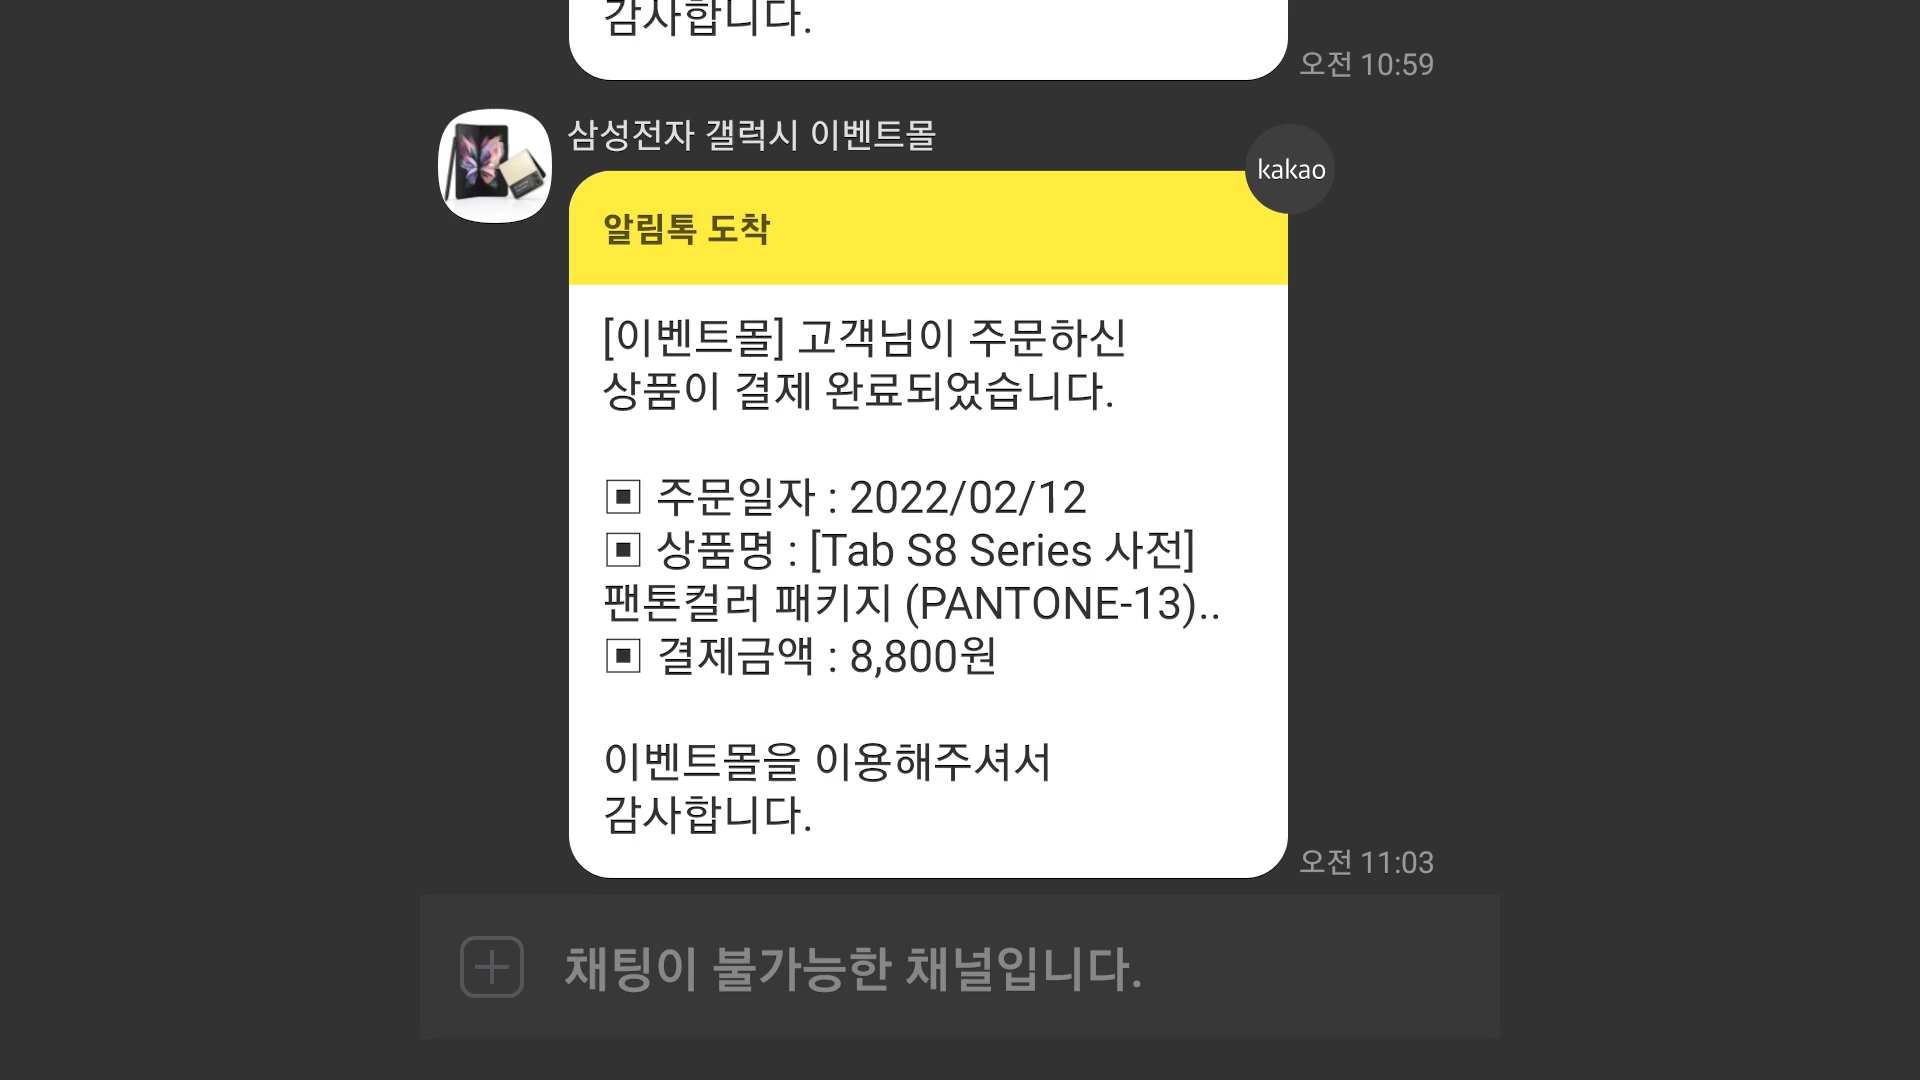 감사합니다.
오전 10:59
삼성전자 갤럭시 이벤트몰
kakao
알림톡 도착
[이벤트몰] 고객님이 주문하신
상품이 결제 완료되었습니다.
▣ 주문일자 : 2022/02/12
▣ 상품명 : [Tab S8 Series 사전]
팬톤컬러 패키지 (PANTONE-13)..
▣ 결제금액 : 8,800원
이벤트몰을 이용해주셔서
감사합니다.
오전 11:03
채팅이 불가능한 채널입니다.